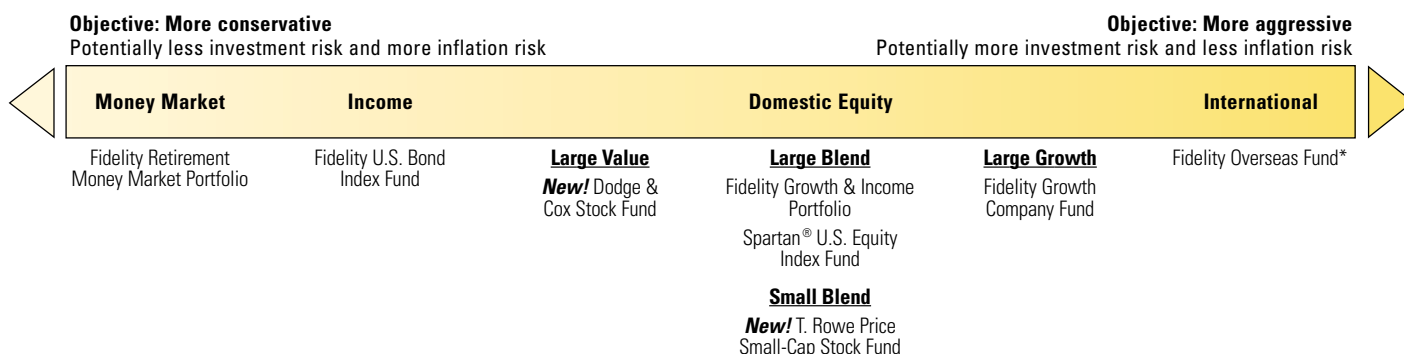 Objective: More conservative
Potentially less investment risk and more inflation risk
Objective: More aggressive
Potentially more investment risk and less inflation risk
Money Market
Income
Domestic Equity
International
Fidelity Retirement
Money Market Portfolio
Fidelity U.S. Bond
Index Fund
Large Value
New! Dodge &
Cox Stock Fund
Large Blend
Fidelity Growth & Income
Portfolio
Spartan® U.S. Equity
Index Fund
Small Blend
New! T. Rowe Price
Small-Cap Stock Fund
Large Growth
Fidelity Growth
Company Fund
Fidelity Overseas Fund*